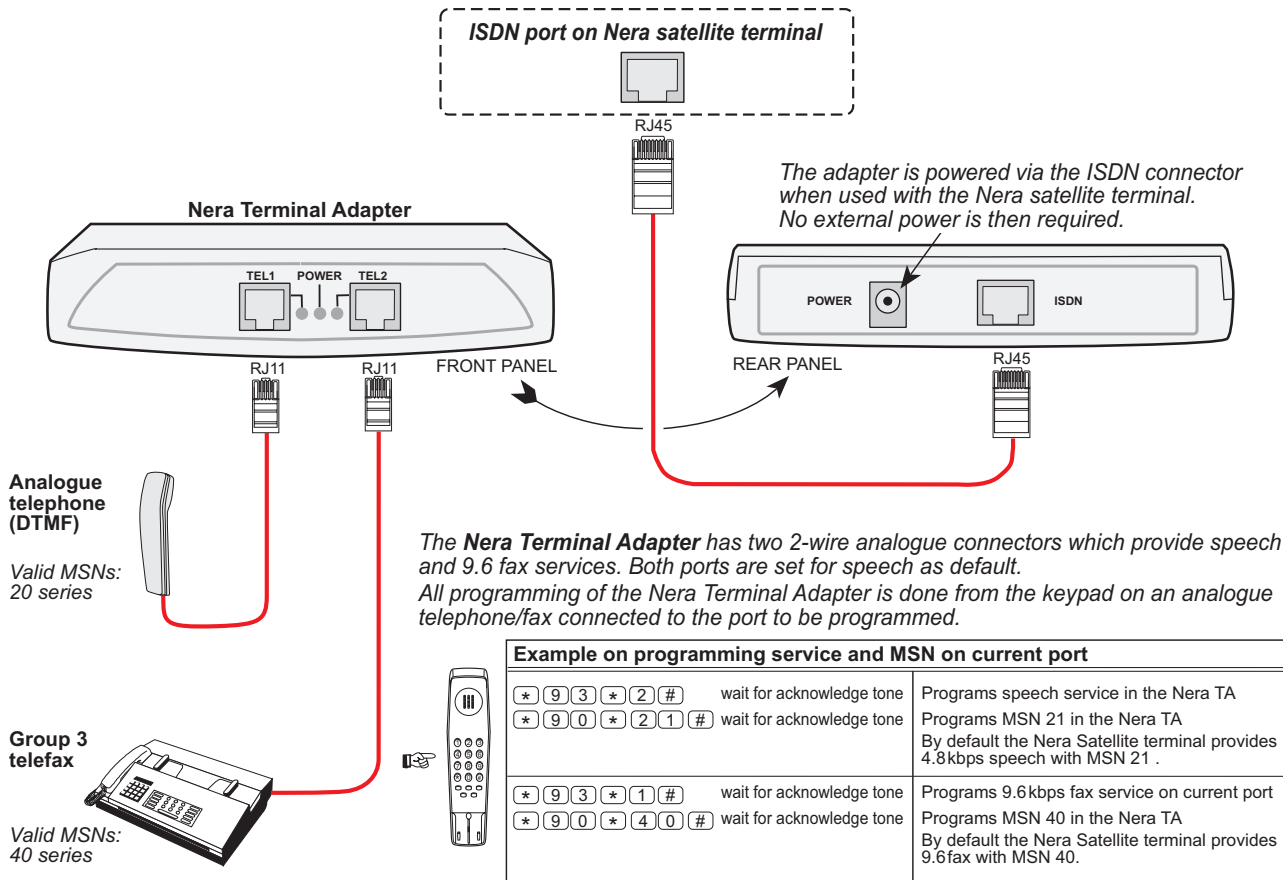 ISDN port on Nera satellite terminal
RJ45
The adapter is powered via the ISDN connector
when used with the Nera satellite terminal.
No external power is then required.
Nera Terminal Adapter
TEL1 POWER TEL2
POWER
ISDN
RJ11
RJ11
FRONT PANEL
REAR PANEL
RJ45
Analogue
telephone
(DTMF)
Valid MSNs:
20 series
The Nera Terminal Adapter has two 2-wire analogue connectors which provide speech
and 9.6 fax services. Both ports are set for speech as default.
All programming of the Nera Terminal Adapter is done from the keypad on an analogue
telephone/fax connected to the port to be programmed.
Group 3
telefax
Valid MSNs:
40 series
Example on programming service and MSN on current port
* 9 3 * 2 # wait for acknowledge tone Programs speech service in the Nera TA
* 9 0 * 2 1 # wait for acknowledge tone Programs MSN 21 in the Nera TA
By default the Nera Satellite terminal provides
4.8kbps speech with MSN 21 .
* 9 3 * 1 # wait for acknowledge tone Programs 9.6kbps fax service on current port
* 9 0 * 4 0 # wait for acknowledge tone Programs MSN 40 in the Nera TA
By default the Nera Satellite terminal provides
9.6fax with MSN 40.